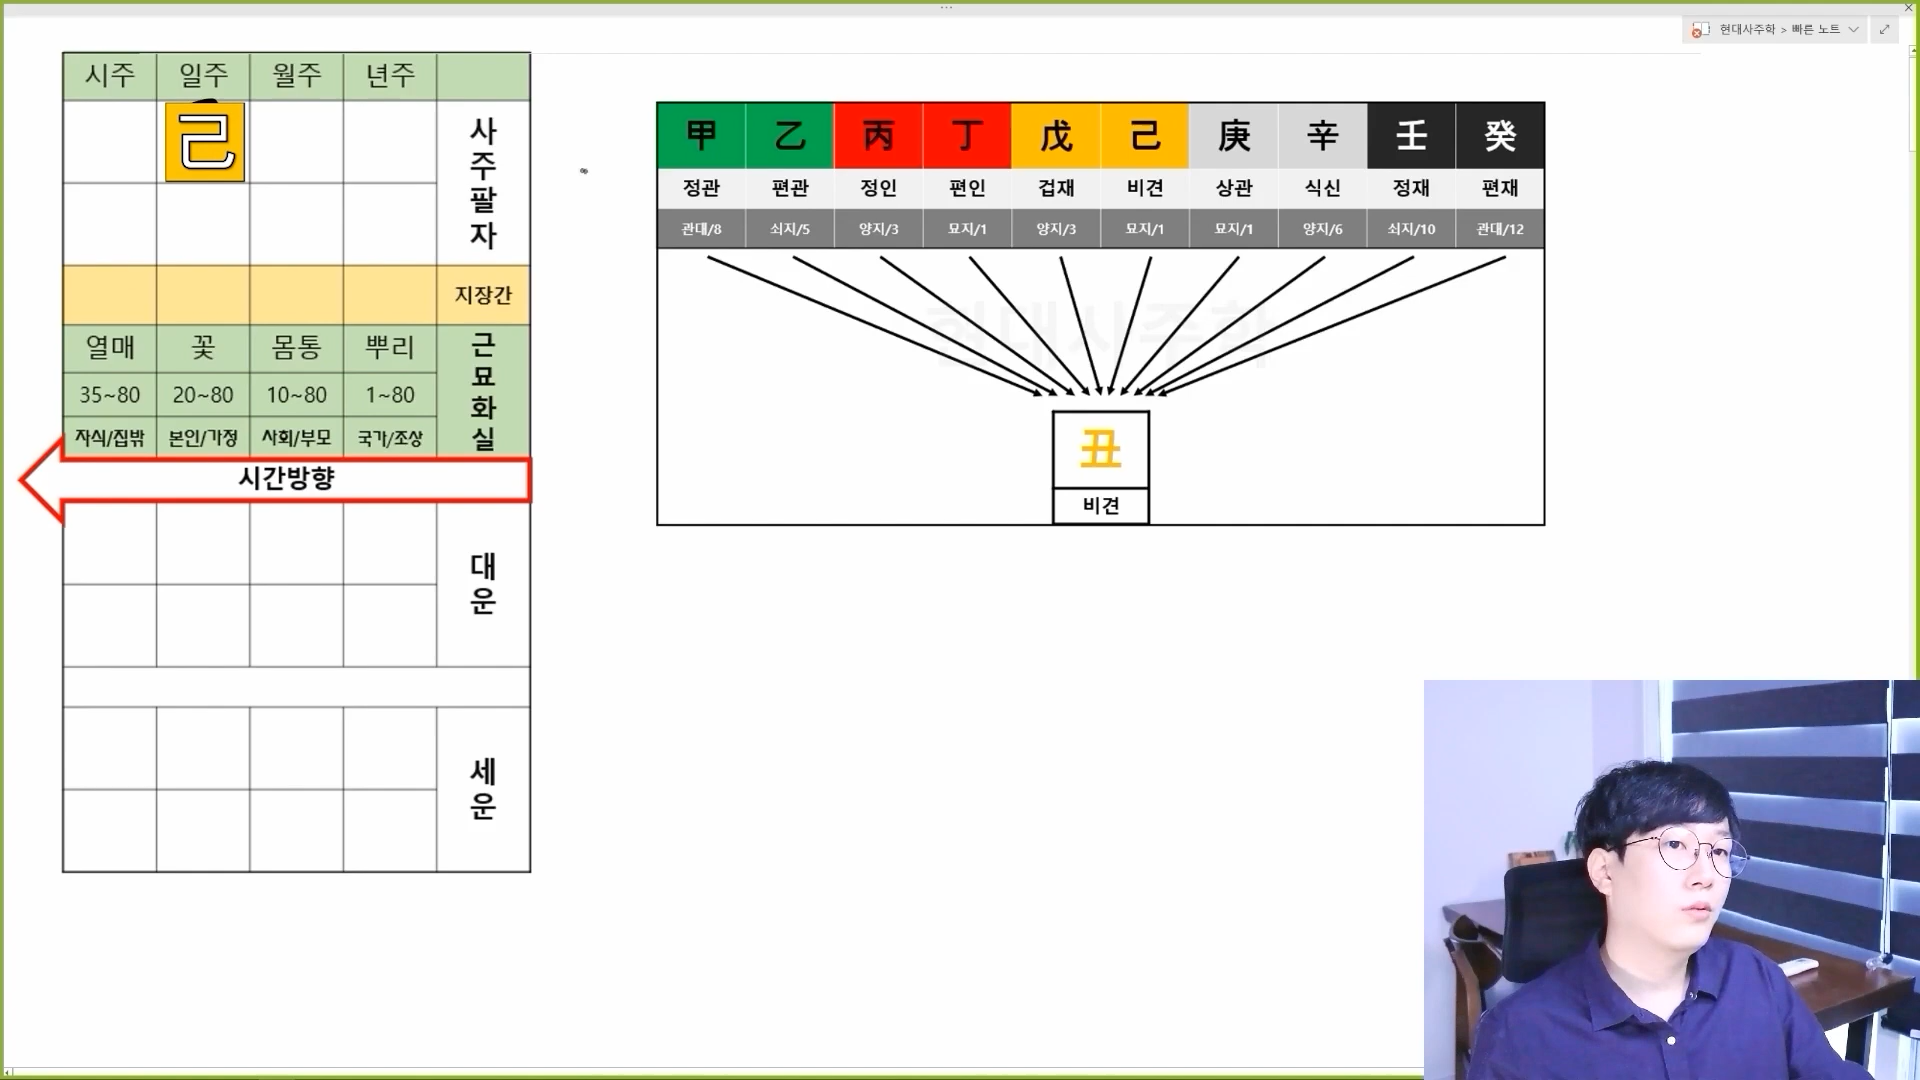 현대사주학 > 빠른 노트
시주 일주 월주 년주
己
사주팔자
지장간
열매 꽃 몸통 뿌리
35~80 20~80 10~80 1~80
자식/집밖 본인/가정 사회/부모 국가/조상
근묘화실
시간방향
대운
세운
甲 乙 丙 丁 戊 己 庚 辛 壬 癸
정관 편관 정인 편인 겁재 비견 상관 식신 정재 편재
관대/8 쇠지/5 양지/3 묘지/1 양지/3 묘지/1 묘지/1 양지/6 쇠지/10 관대/12
현대사주학
丑
비견